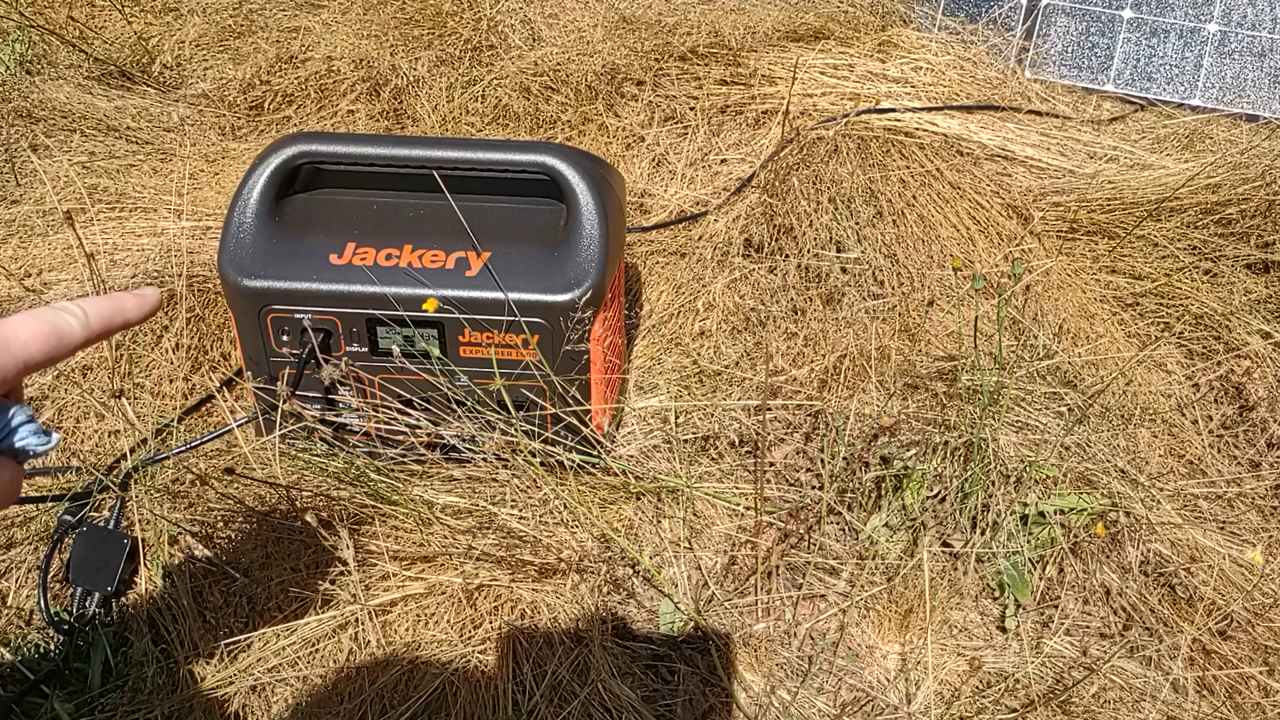 Jackery
INPUT
DISPLAY
Jackery
EXPLORER 1000